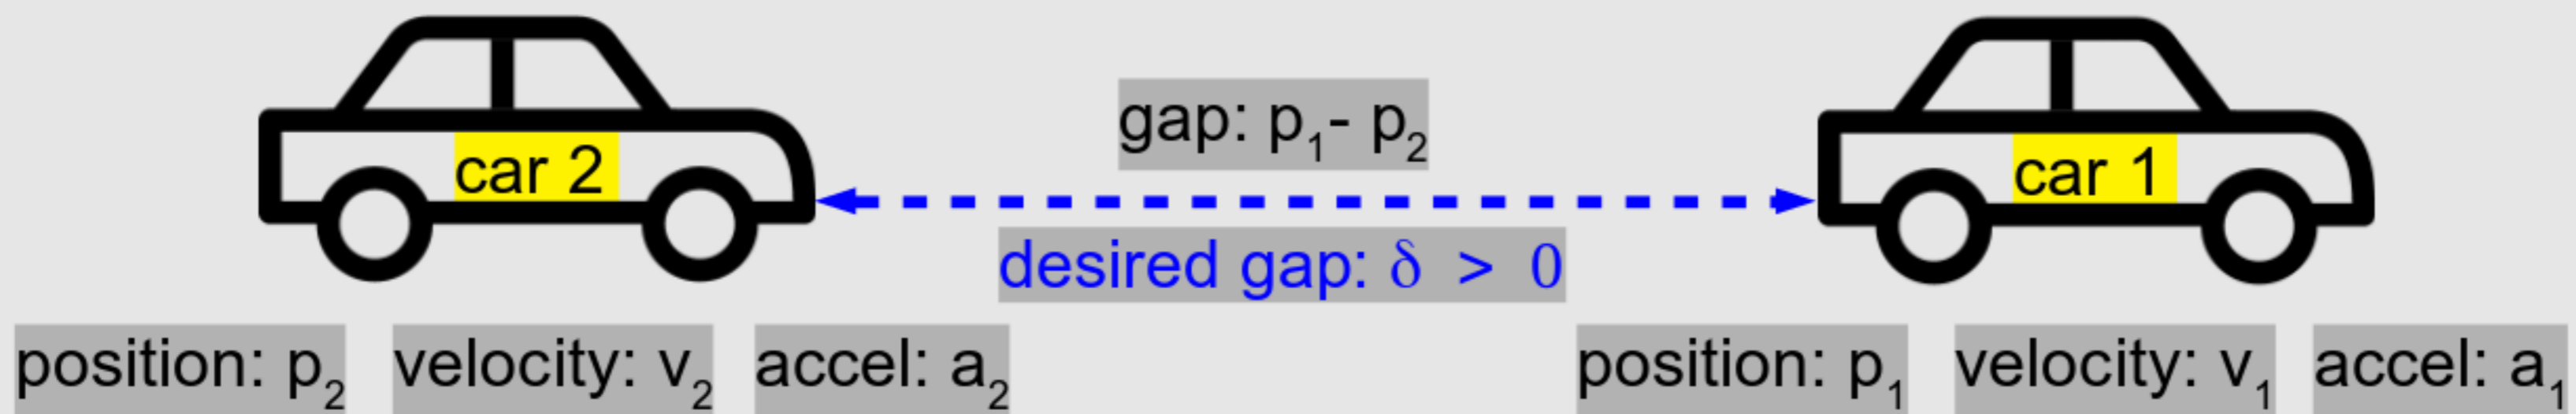 gap: p₁- p₂
car 2
car 1
desired gap: δ > 0
position: p₂ velocity: v₂ accel: a₂ position: p₁ velocity: v₁ accel: a₁